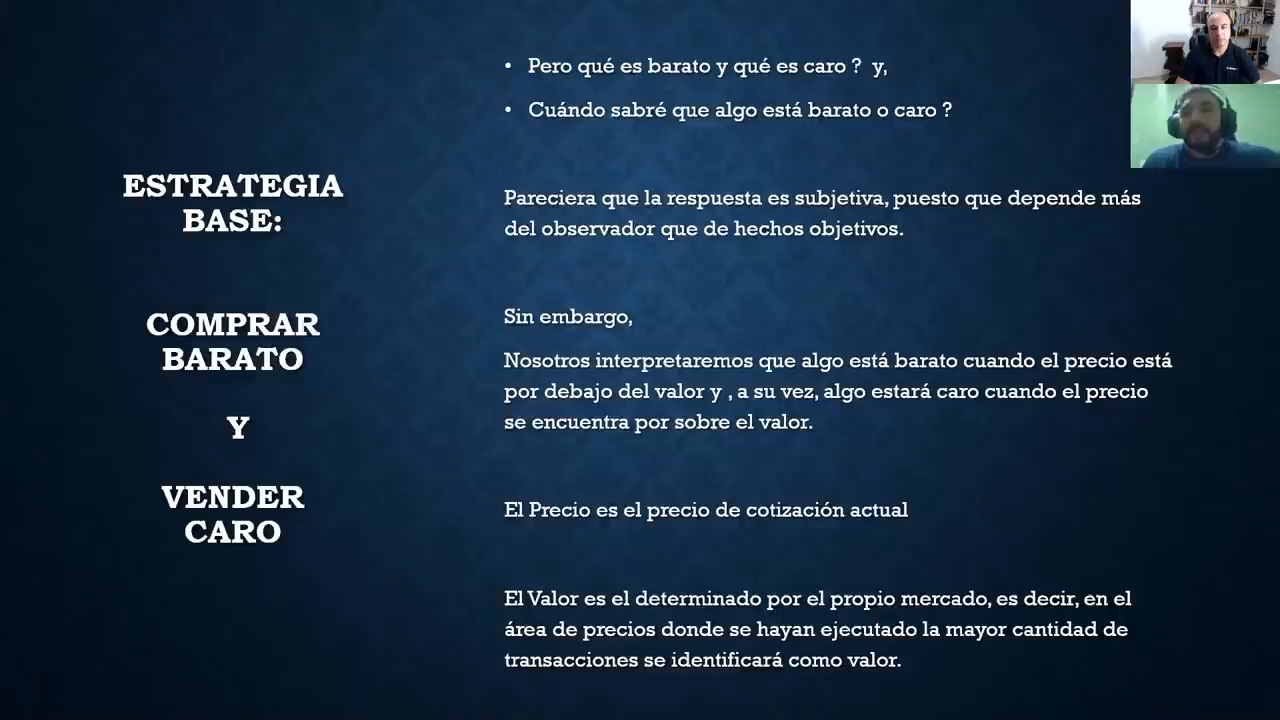 ESTRATEGIA
BASE:
COMPRAR
BARATO
Y
VENDER
CARO
• Pero qué es barato y qué es caro ? y,
• Cuándo sabré que algo está barato o caro ?
Pareciera que la respuesta es subjetiva, puesto que depende más
del observador que de hechos objetivos.
Sin embargo,
Nosotros interpretaremos que algo está barato cuando el precio está
por debajo del valor y , a su vez, algo estará caro cuando el precio
se encuentra por sobre el valor.
El Precio es el precio de cotización actual
El Valor es el determinado por el propio mercado, es decir, en el
área de precios donde se hayan ejecutado la mayor cantidad de
transacciones se identificará como valor.